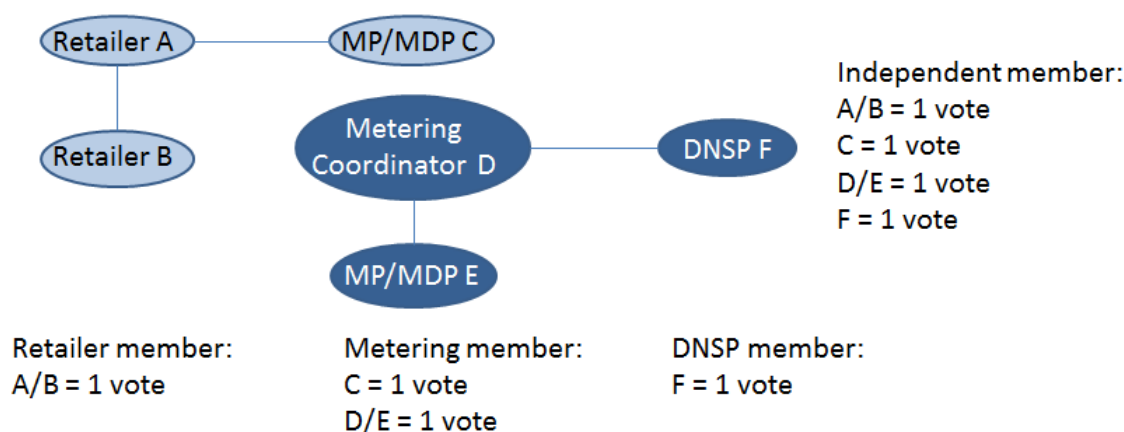 Retailer A
MP/MDP C
Retailer B
Metering
Coordinator D
DNSP F
MP/MDP E
Independent member:
A/B = 1 vote
C = 1 vote
D/E = 1 vote
F = 1 vote
Retailer member:
A/B = 1 vote
Metering member:
C = 1 vote
D/E = 1 vote
DNSP member:
F = 1 vote